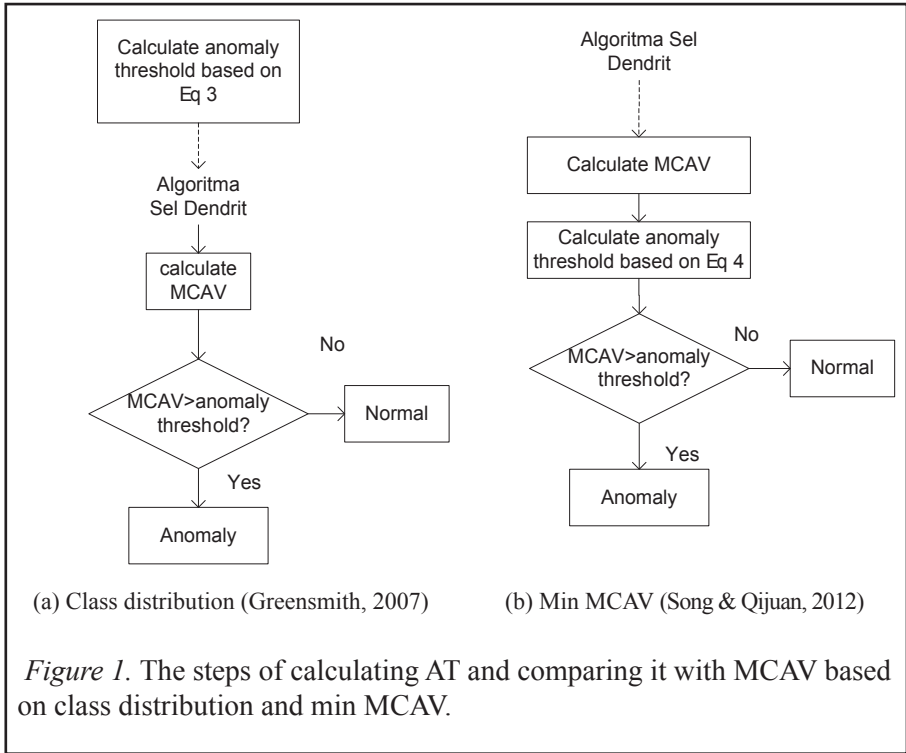 Calculate anomaly
threshold based on
Eq 3
Algoritma
Sel Dendrit
calculate
MCAV
No
MCAV>anomaly
threshold?
Normal
Yes
Anomaly
(a) Class distribution (Greensmith, 2007)
Algoritma Sel
Dendrit
Calculate MCAV
Calculate anomaly
threshold based on Eq 4
No
MCAV>anomaly
threshold?
Normal
Yes
Anomaly
(b) Min MCAV (Song & Qijuan, 2012)
Figure 1. The steps of calculating AT and comparing it with MCAV based
on class distribution and min MCAV.